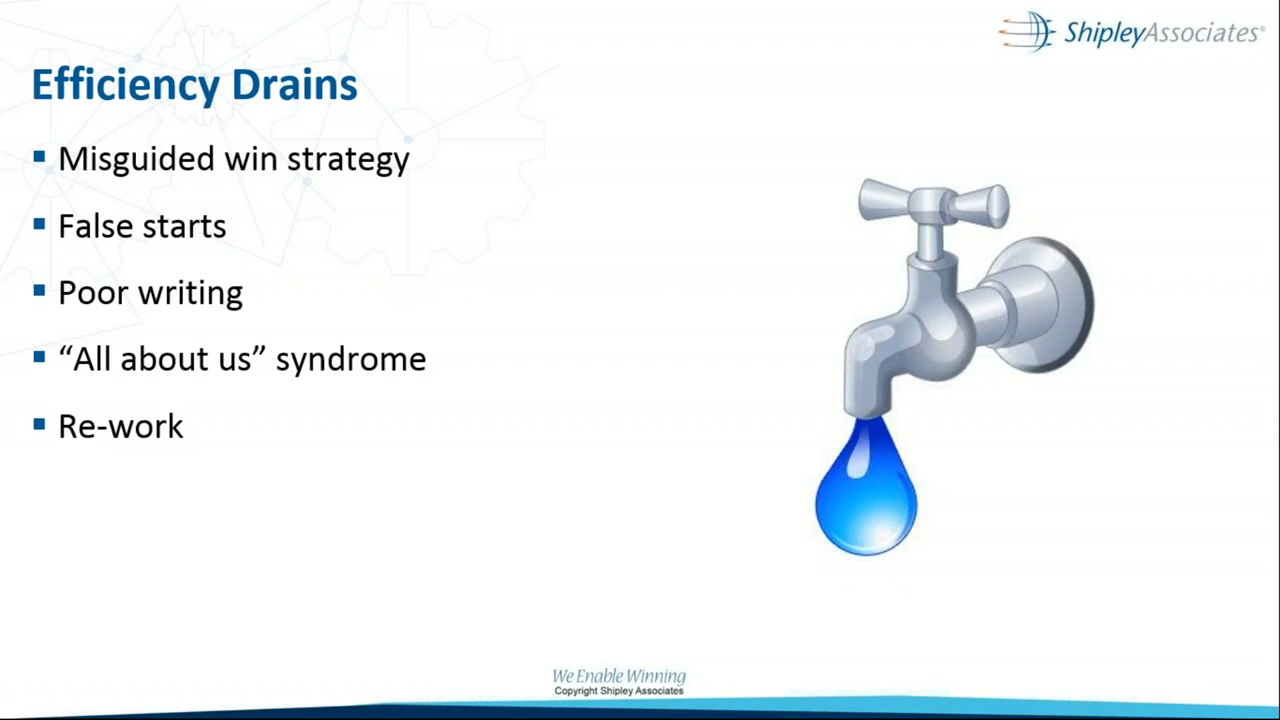 ShipleyAssociates®
Efficiency Drains
▪ Misguided win strategy
▪ False starts
▪ Poor writing
▪ “All about us” syndrome
▪ Re-work
We Enable Winning
Copyright Shipley Associates